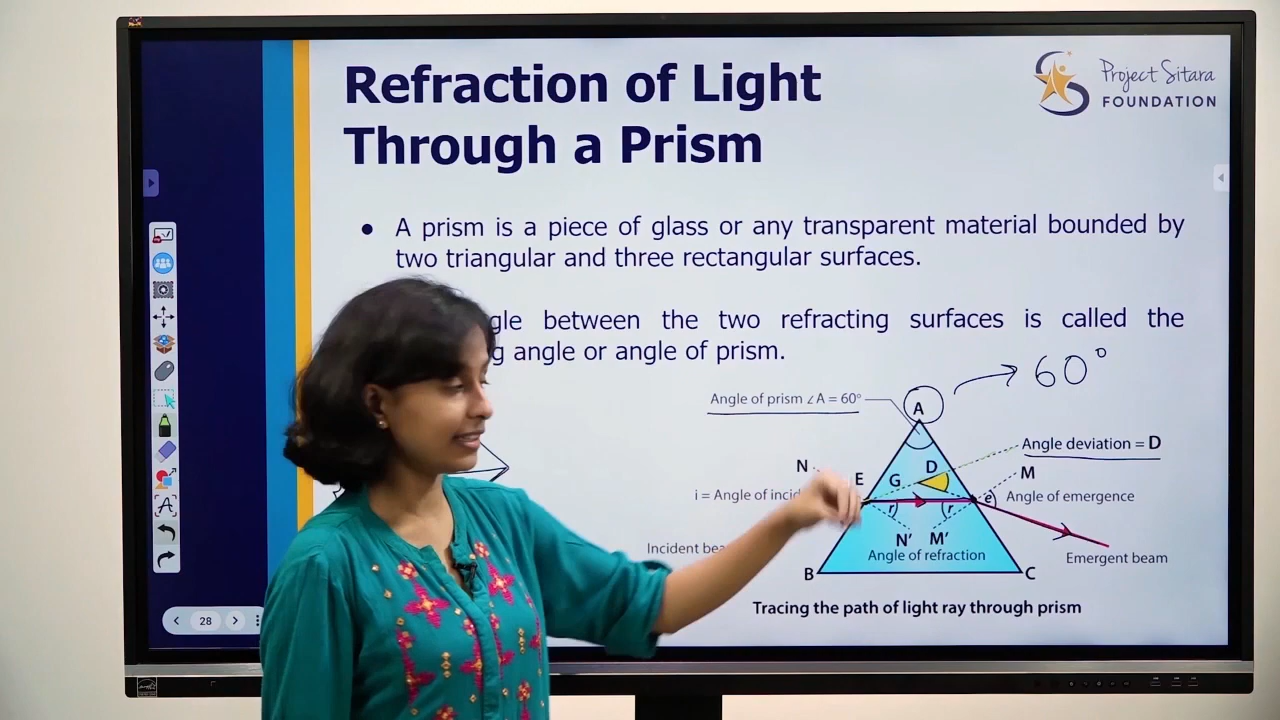 Refraction of Light
Through a Prism
Project Sitara
FOUNDATION
● A prism is a piece of glass or any transparent material bounded by
two triangular and three rectangular surfaces.
between the two refracting surfaces is called the
angle or angle of prism.
60°
Angle of prism ∠A = 60°
A
Angle deviation = D
N
E
G
D
M
i = Angle of
r
r
e
Angle of emergence
N'
M'
Incident
Angle of refraction
Emergent beam
B
C
Tracing the path of light ray through prism
A
28